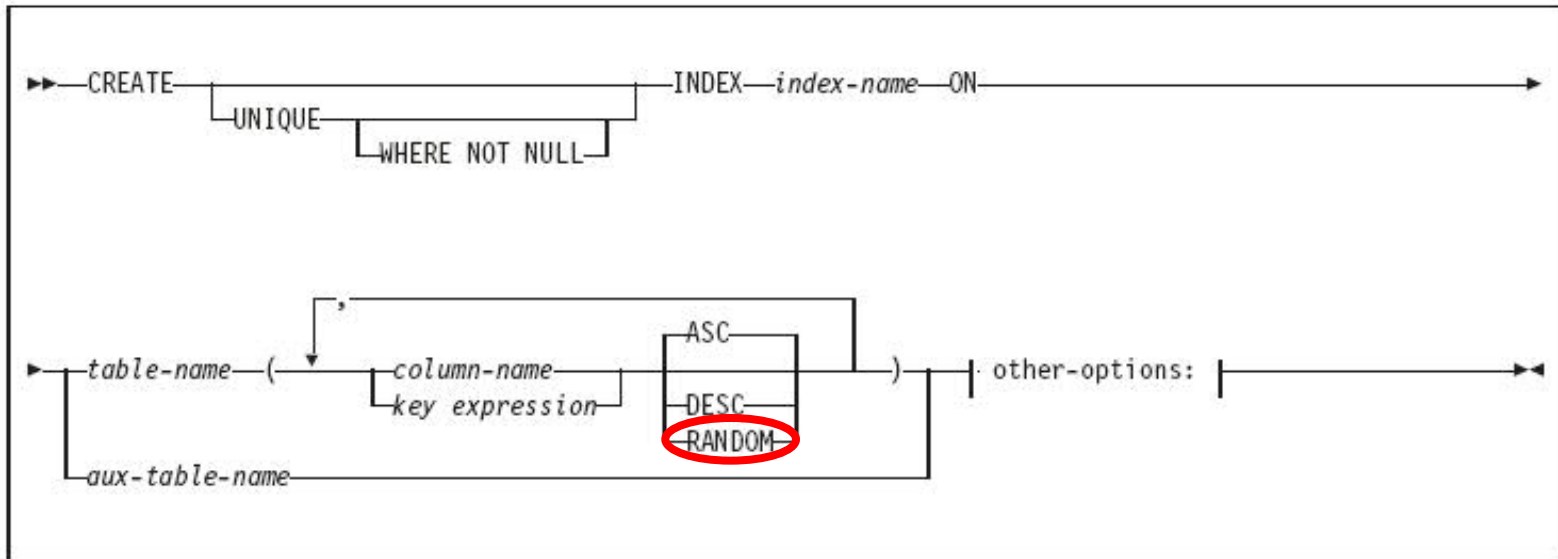 CREATE INDEX index-name ON
UNIQUE
WHERE NOT NULL
,
ASC
table-name ( column-name ) other-options:
key expression DESC
RANDOM
aux-table-name